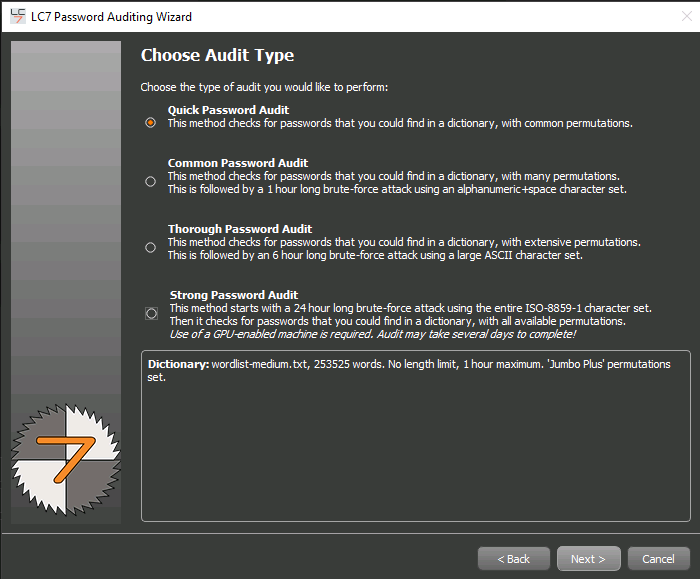 LC7 Password Auditing Wizard
Choose Audit Type
Choose the type of audit you would like to perform:
Quick Password Audit
This method checks for passwords that you could find in a dictionary, with common permutations.
Common Password Audit
This method checks for passwords that you could find in a dictionary, with many permutations.
This is followed by a 1 hour long brute-force attack using an alphanumeric+space character set.
Thorough Password Audit
This method checks for passwords that you could find in a dictionary, with extensive permutations.
This is followed by an 6 hour long brute-force attack using a large ASCII character set.
Strong Password Audit
This method starts with a 24 hour long brute-force attack using the entire ISO-8859-1 character set.
Then it checks for passwords that you could find in a dictionary, with all available permutations.
Use of a GPU-enabled machine is required. Audit may take several days to complete!
Dictionary: wordlist-medium.txt, 253525 words. No length limit, 1 hour maximum. 'Jumbo Plus' permutations
set.
7
< Back
Next >
Cancel